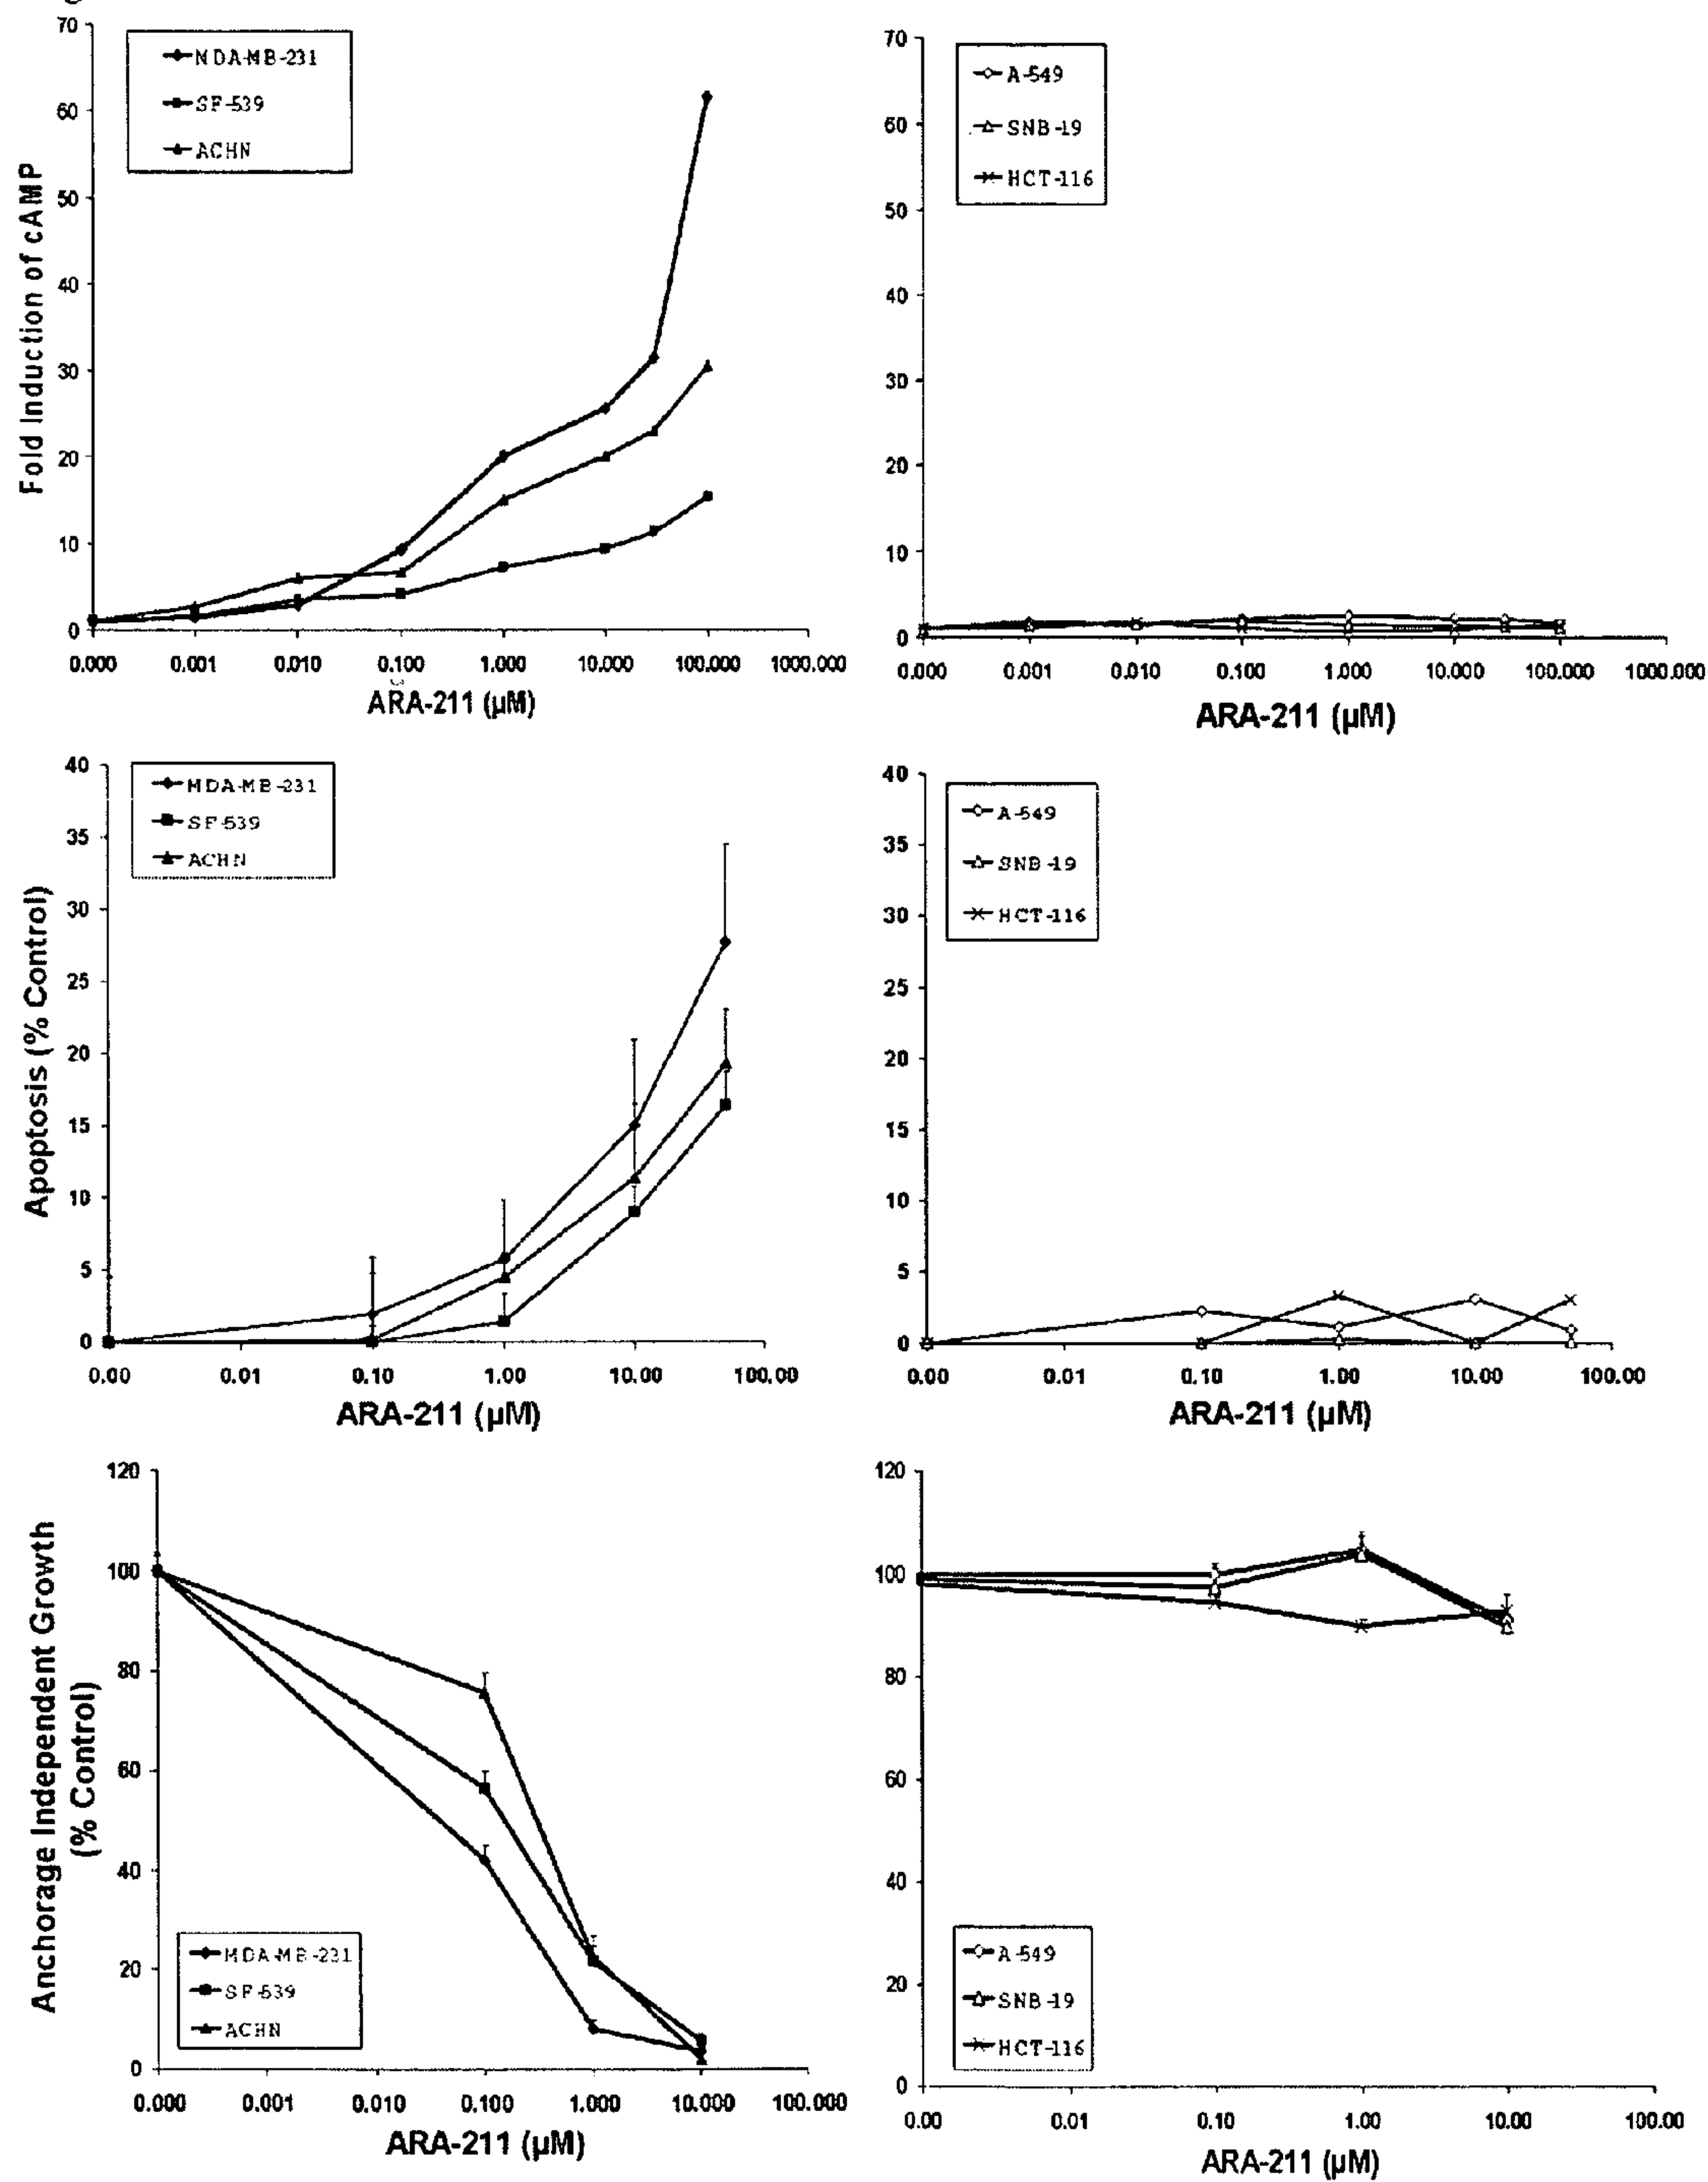 70
60
50
40
30
20
10
0
Fold Induction of cAMP
MDA-MB-231
SF-539
ACHN
0.000 0.001 0.010 0.100 1.000 10.000 100.000 1000.000
ARA-211 (µM)
70
60
50
40
30
20
10
0
A-549
SNB-19
HCT-116
0.000 0.001 0.010 0.100 1.000 10.000 100.000 1000.000
ARA-211 (µM)
40
35
30
25
20
15
10
5
0
Apoptosis (% Control)
MDA-MB-231
SF-539
ACHN
0.00 0.01 0.10 1.00 10.00 100.00
ARA-211 (µM)
40
35
30
25
20
15
10
5
0
A-549
SNB-19
HCT-116
0.00 0.01 0.10 1.00 10.00 100.00
ARA-211 (µM)
120
100
80
60
40
20
0
Anchorage Independent Growth
(% Control)
MDA-MB-231
SF-539
ACHN
0.000 0.001 0.010 0.100 1.000 10.000 100.000
ARA-211 (µM)
120
100
80
60
40
20
0
A-549
SNB-19
HCT-116
0.00 0.01 0.10 1.00 10.00 100.00
ARA-211 (µM)